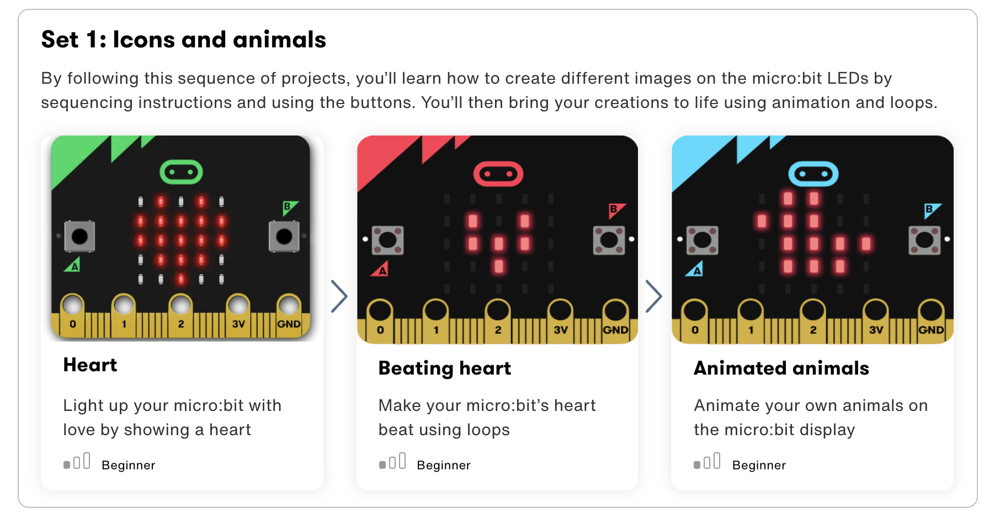 Set 1: Icons and animals
By following this sequence of projects, you’ll learn how to create different images on the micro:bit LEDs by
sequencing instructions and using the buttons. You’ll then bring your creations to life using animation and loops.
B
A
0 1 2 3V GND
Heart
Light up your micro:bit with
love by showing a heart
Beginner
B
A
0 1 2 3V GND
Beating heart
Make your micro:bit’s heart
beat using loops
Beginner
B
A
0 1 2 3V GND
Animated animals
Animate your own animals on
the micro:bit display
Beginner